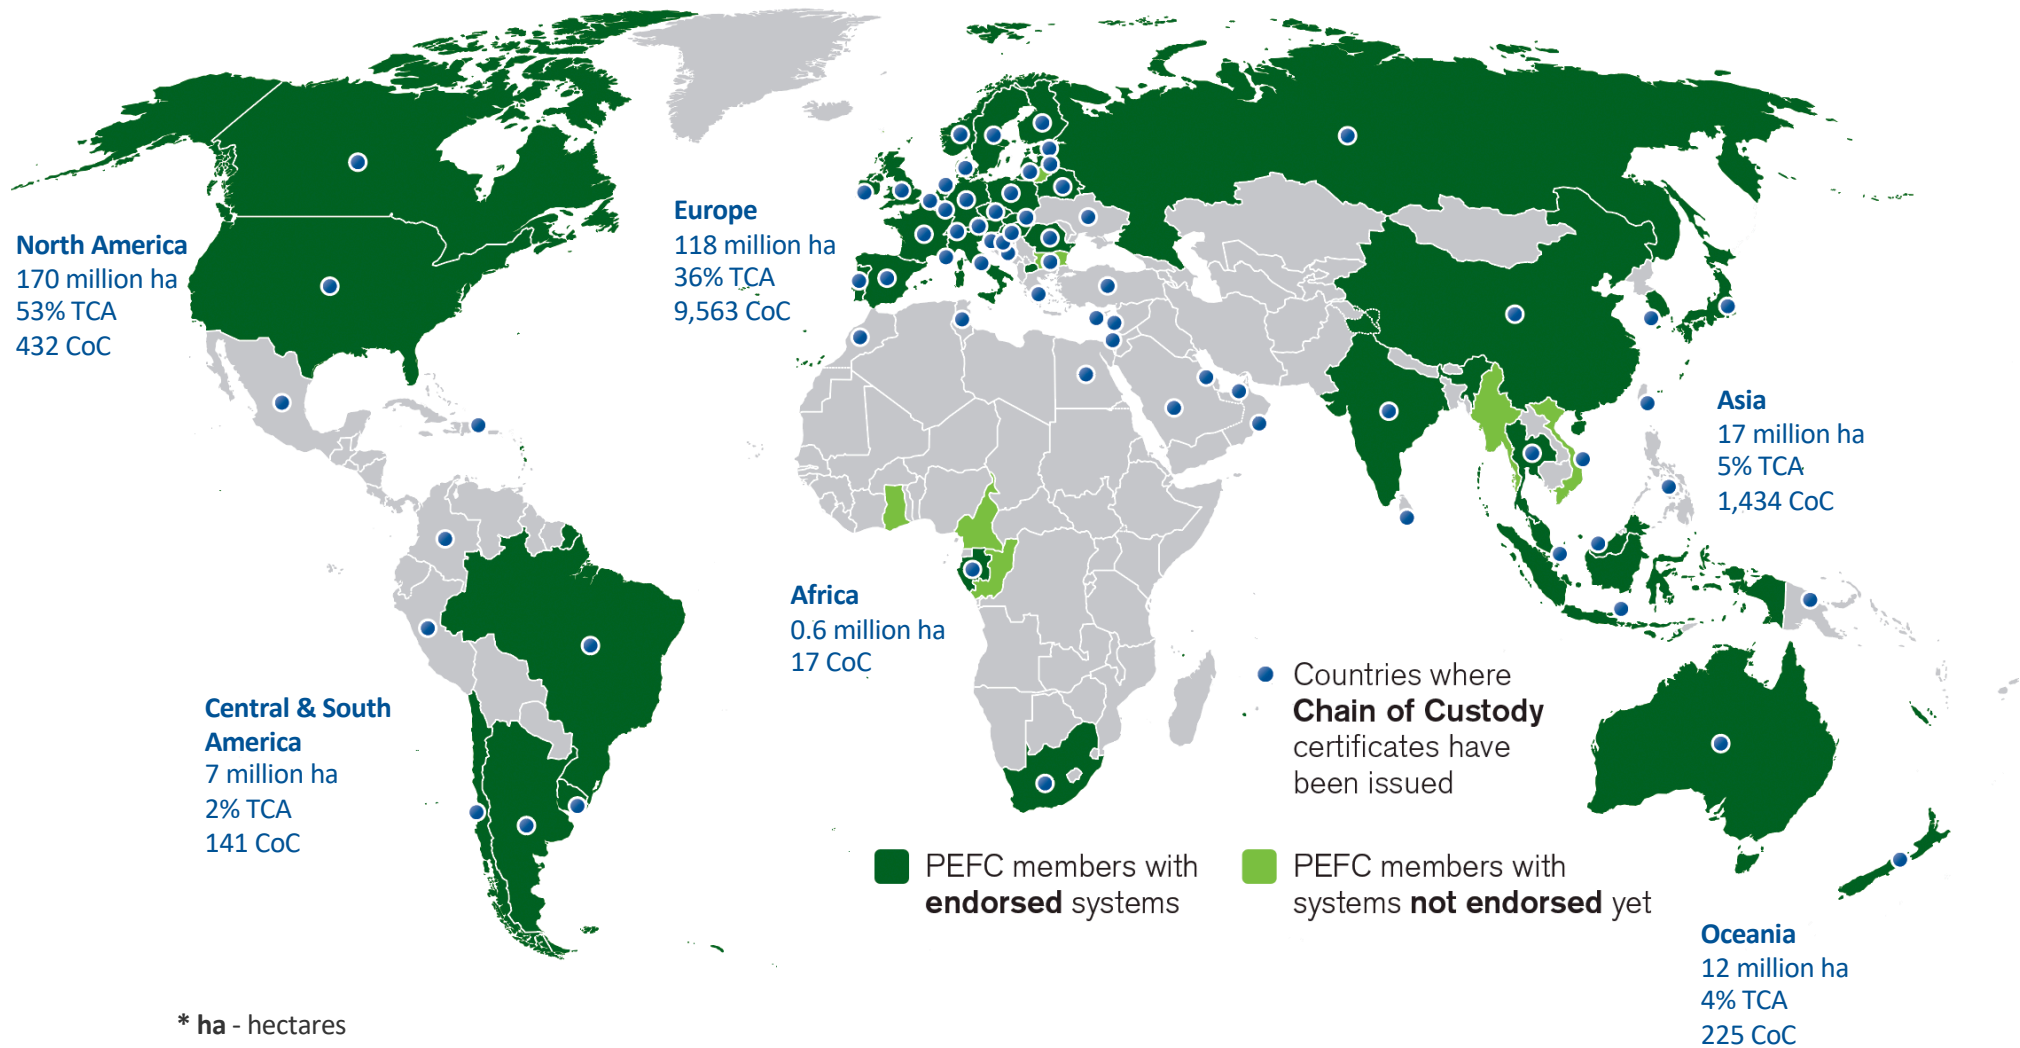 North America
170 million ha
53% TCA
432 CoC
Europe
118 million ha
36% TCA
9,563 CoC
Asia
17 million ha
5% TCA
1,434 CoC
Africa
0.6 million ha
17 CoC
Central & South
America
7 million ha
2% TCA
141 CoC
Countries where
Chain of Custody
certificates have
been issued
PEFC members with
endorsed systems
PEFC members with
systems not endorsed yet
Oceania
12 million ha
4% TCA
225 CoC
* ha - hectares